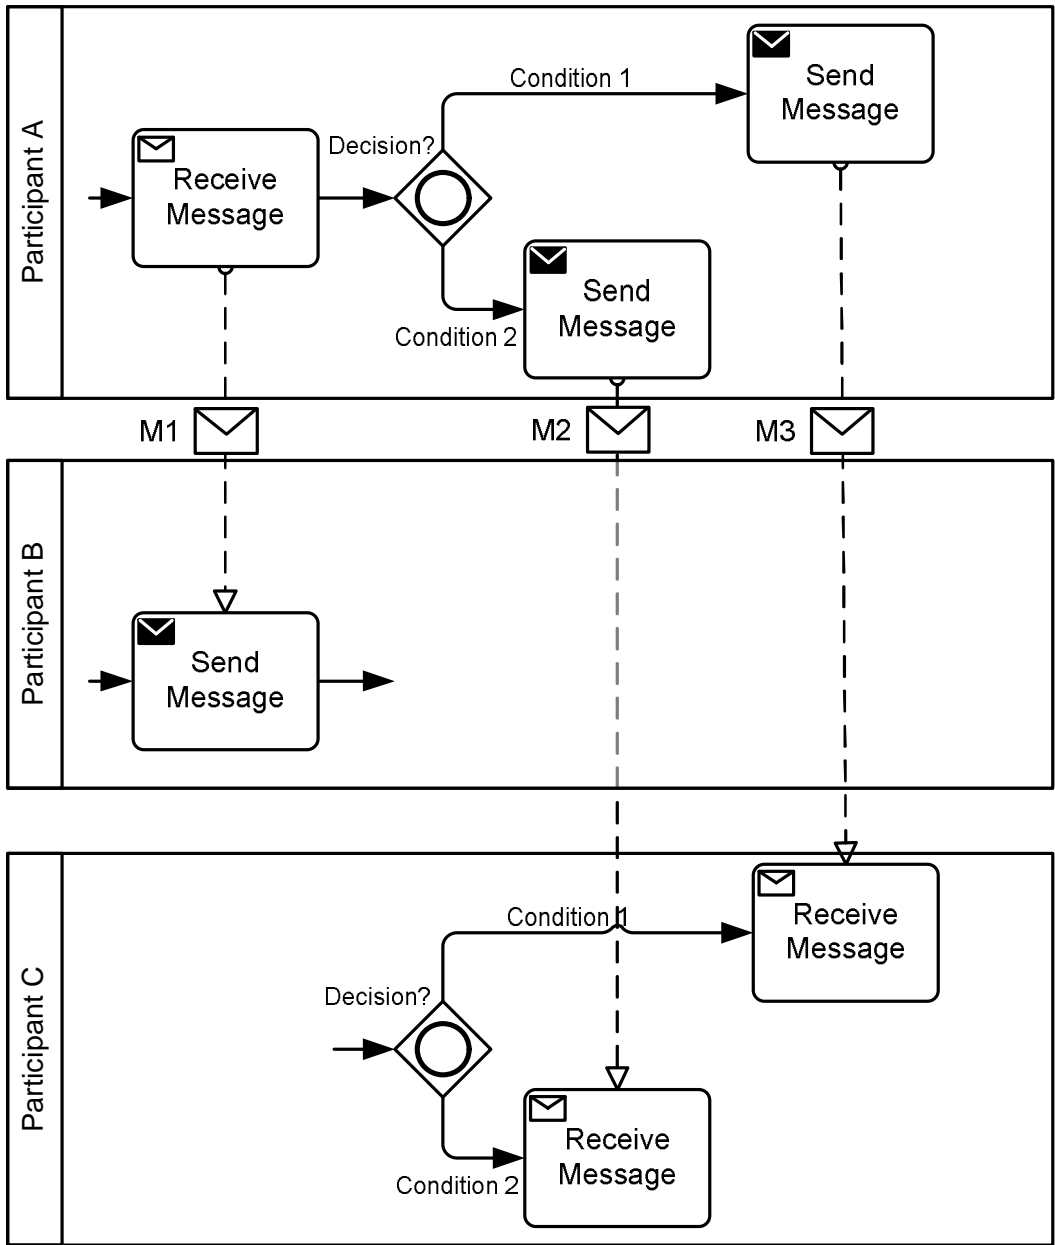 Participant A
Condition 1
Send
Message
Decision?
Receive
Message
Send
Message
Condition 2
M1
M2
M3
Participant B
Send
Message
Participant C
Receive
Message
Condition 1
Decision?
Receive
Message
Condition 2